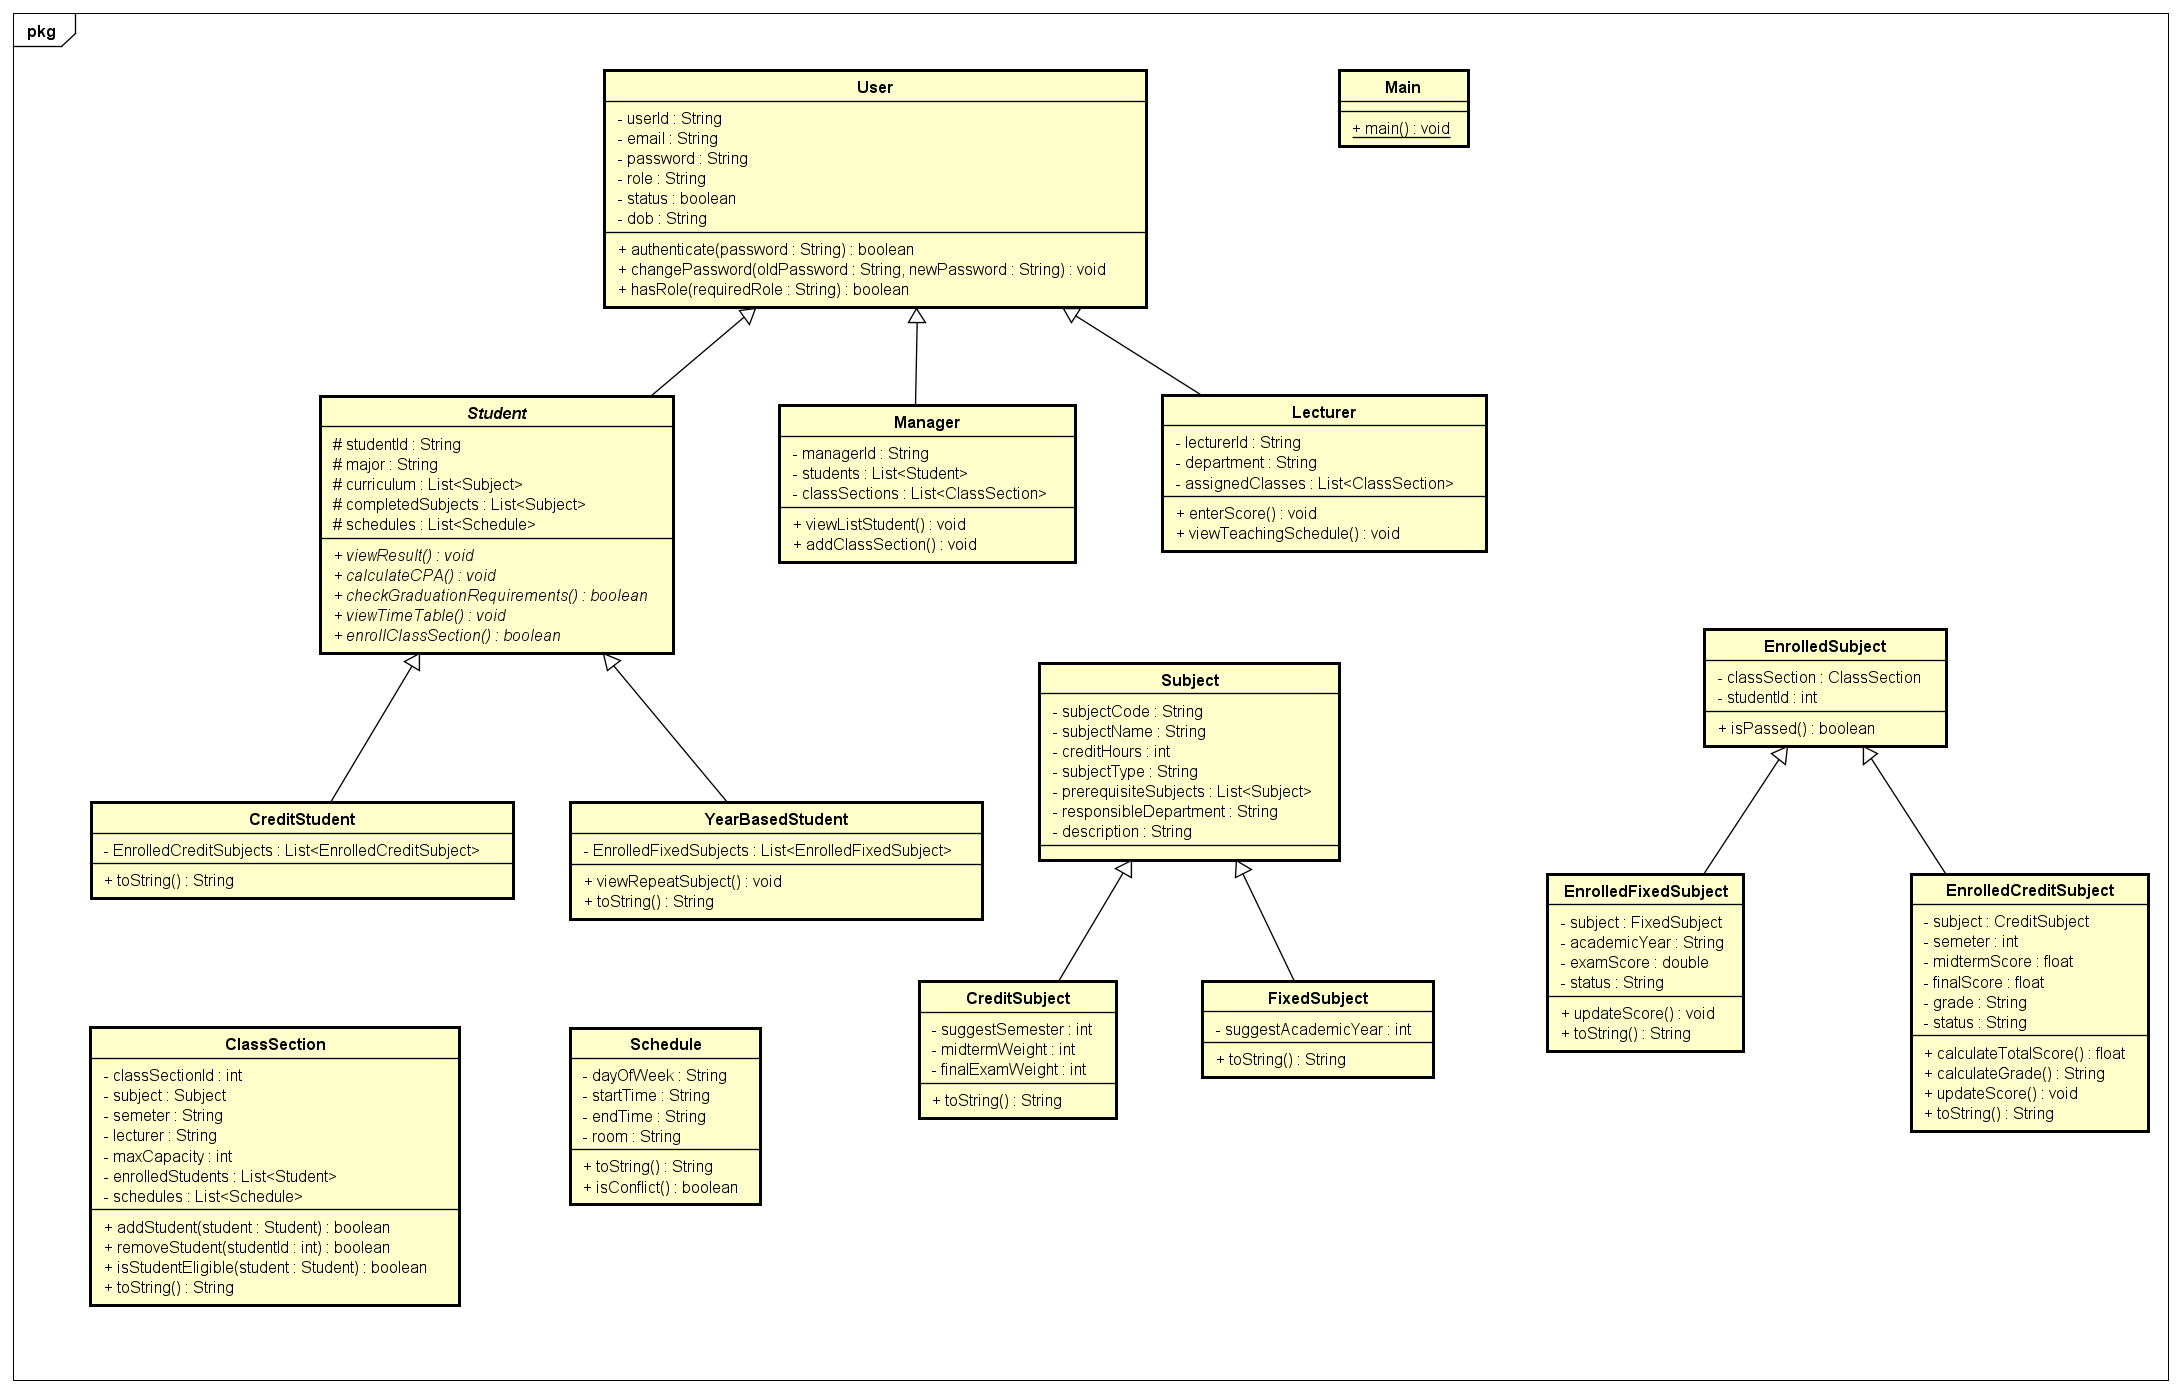 pkg
User
- userId : String
- email : String
- password : String
- role : String
- status : boolean
- dob : String
+ authenticate(password : String) : boolean
+ changePassword(oldPassword : String, newPassword : String) : void
+ hasRole(requiredRole : String) : boolean
Main
+ main() : void
Student
# studentId : String
# major : String
# curriculum : List<Subject>
# completedSubjects : List<Subject>
# schedules : List<Schedule>
+ viewResult() : void
+ calculateCPA() : void
+ checkGraduationRequirements() : boolean
+ viewTimeTable() : void
+ enrollClassSection() : boolean
Manager
- managerId : String
- students : List<Student>
- classSections : List<ClassSection>
+ viewListStudent() : void
+ addClassSection() : void
Lecturer
- lecturerId : String
- department : String
- assignedClasses : List<ClassSection>
+ enterScore() : void
+ viewTeachingSchedule() : void
EnrolledSubject
- classSection : ClassSection
- studentId : int
+ isPassed() : boolean
Subject
- subjectCode : String
- subjectName : String
- creditHours : int
- subjectType : String
- prerequisiteSubjects : List<Subject>
- responsibleDepartment : String
- description : String
CreditStudent
- EnrolledCreditSubjects : List<EnrolledCreditSubject>
+ toString() : String
YearBasedStudent
- EnrolledFixedSubjects : List<EnrolledFixedSubject>
+ viewRepeatSubject() : void
+ toString() : String
EnrolledFixedSubject
- subject : FixedSubject
- academicYear : String
- examScore : double
- status : String
+ updateScore() : void
+ toString() : String
EnrolledCreditSubject
- subject : CreditSubject
- semeter : int
- midtermScore : float
- finalScore : float
- grade : String
- status : String
+ calculateTotalScore() : float
+ calculateGrade() : String
+ updateScore() : void
+ toString() : String
CreditSubject
- suggestSemester : int
- midtermWeight : int
- finalExamWeight : int
+ toString() : String
FixedSubject
- suggestAcademicYear : int
+ toString() : String
ClassSection
- classSectionId : int
- subject : Subject
- semeter : String
- lecturer : String
- maxCapacity : int
- enrolledStudents : List<Student>
- schedules : List<Schedule>
+ addStudent(student : Student) : boolean
+ removeStudent(studentId : int) : boolean
+ isStudentEligible(student : Student) : boolean
+ toString() : String
Schedule
- dayOfWeek : String
- startTime : String
- endTime : String
- room : String
+ toString() : String
+ isConflict() : boolean